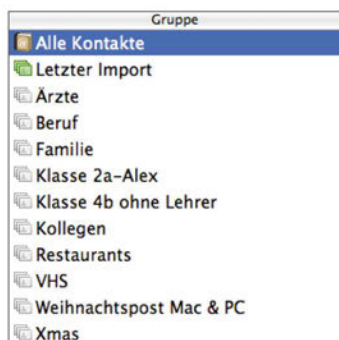 Gruppe
Alle Kontakte
Letzter Import
Ärzte
Beruf
Familie
Klasse 2a-Alex
Klasse 4b ohne Lehrer
Kollegen
Restaurants
VHS
Weihnachtspost Mac & PC
Xmas